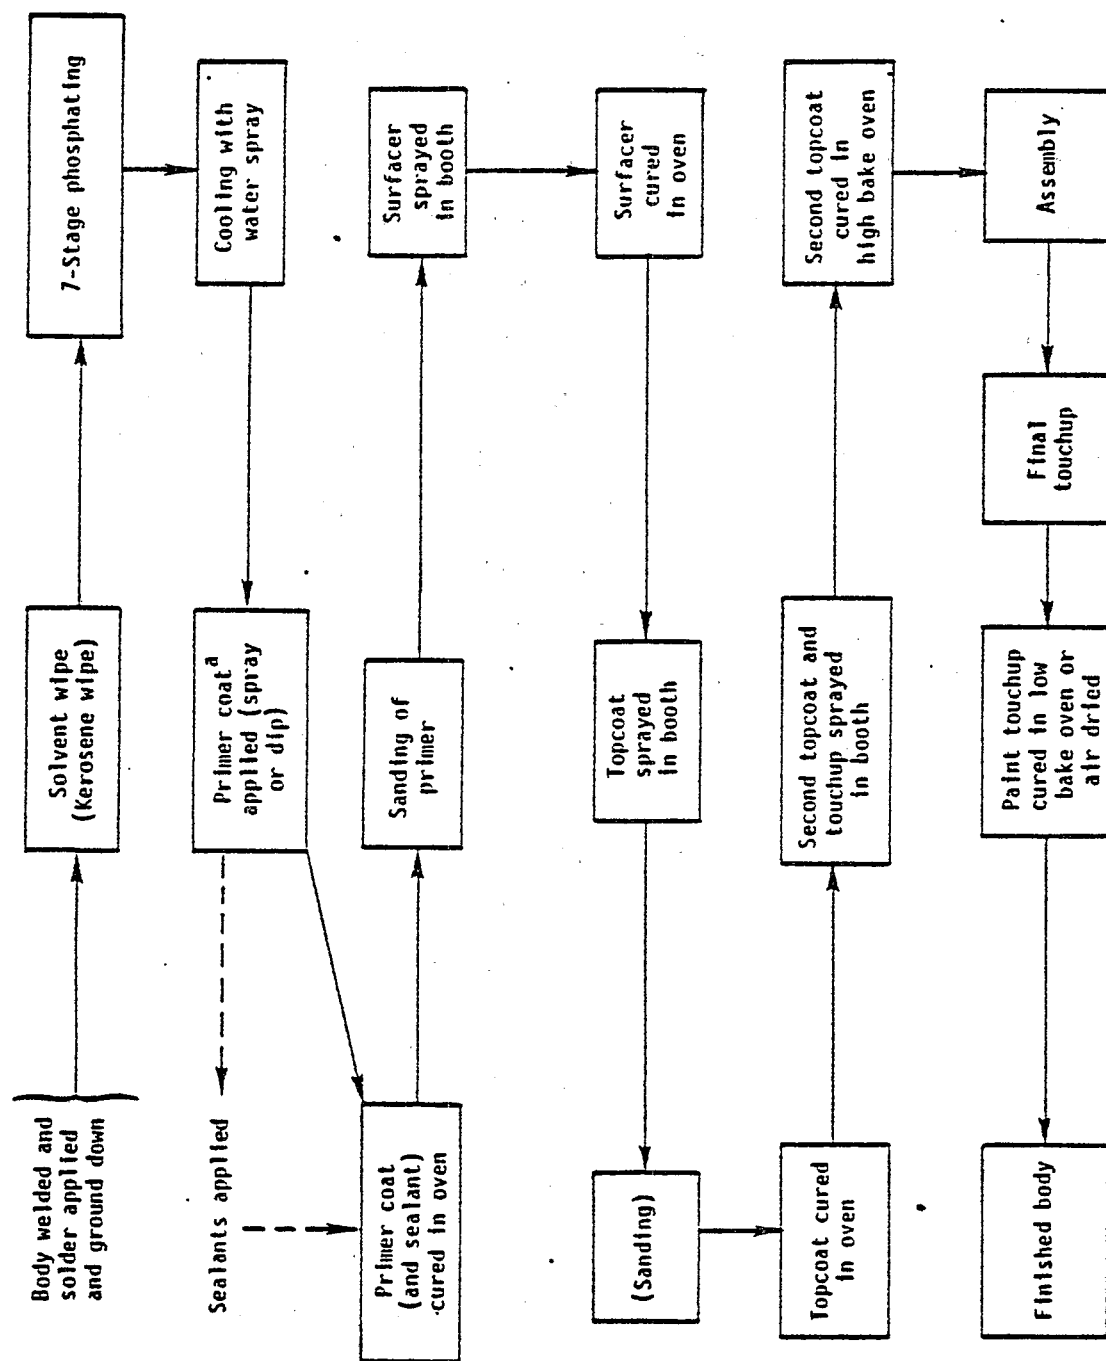 Body welded and
solder applied
and ground down
Solvent wipe
(Kerosene wipe)
7-Stage phosphating
Cooling with
water spray
Primer coatᵃ
applied (spray
or dip)
Sealants applied
Primer coat
(and sealant)
cured in oven
Sanding of
primer
Surfacer
sprayed
in booth
Surfacer
cured
in oven
Topcoat
sprayed
in booth
(Sanding)
Topcoat cured
in oven
Second topcoat and
touchup sprayed
in booth
Second topcoat
cured in
high bake oven
Assembly
Final
touchup
Paint touchup
cured in low
bake oven or
air dried
Finished body